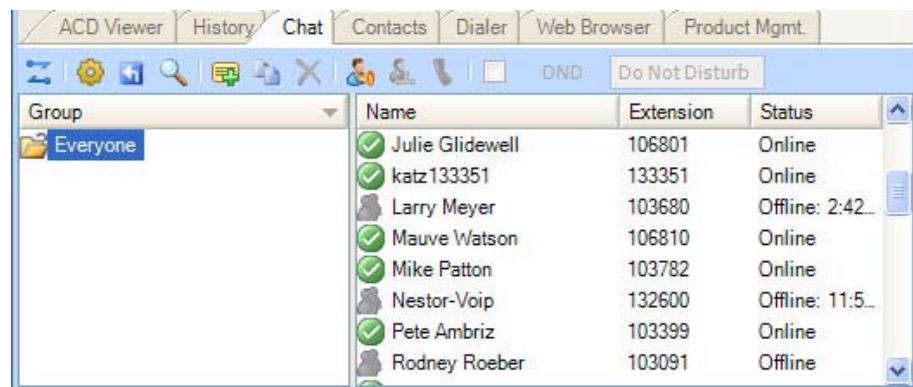 ACD Viewer History Chat Contacts Dialer Web Browser Product Mgmt.
DND Do Not Disturb
Group Name Extension Status
Everyone Julie Glidewell 106801 Online
katz133351 133351 Online
Larry Meyer 103680 Offline: 2:42...
Mauve Watson 106810 Online
Mike Patton 103782 Online
Nestor-Voip 132600 Offline: 11:5...
Pete Ambriz 103399 Online
Rodney Roeber 103091 Offline